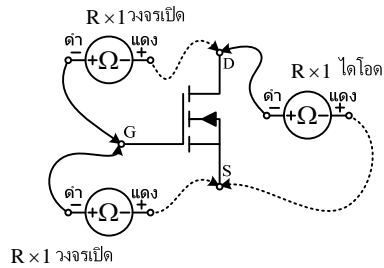 R×1 วงจรเปิด
ดำ แดง
− + Ω − +
D
R×1 ไดโอด
ดำ แดง
− + Ω − +
G
S
ดำ แดง
− + Ω − +
R×1 วงจรเปิด